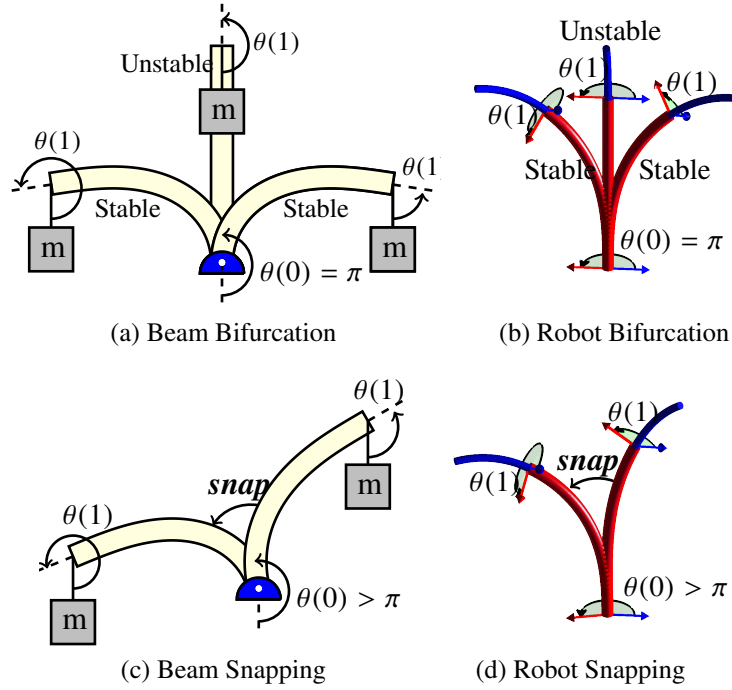 θ(1)
Unstable
m
θ(1)
θ(1)
Stable
Stable
m
m
θ(0) = π
(a) Beam Bifurcation
Unstable
θ(1)
θ(1)
θ(1)
Stable
Stable
θ(0) = π
(b) Robot Bifurcation
θ(1)
snap
m
θ(1)
m
θ(0) > π
(c) Beam Snapping
θ(1)
snap
θ(1)
θ(0) > π
(d) Robot Snapping